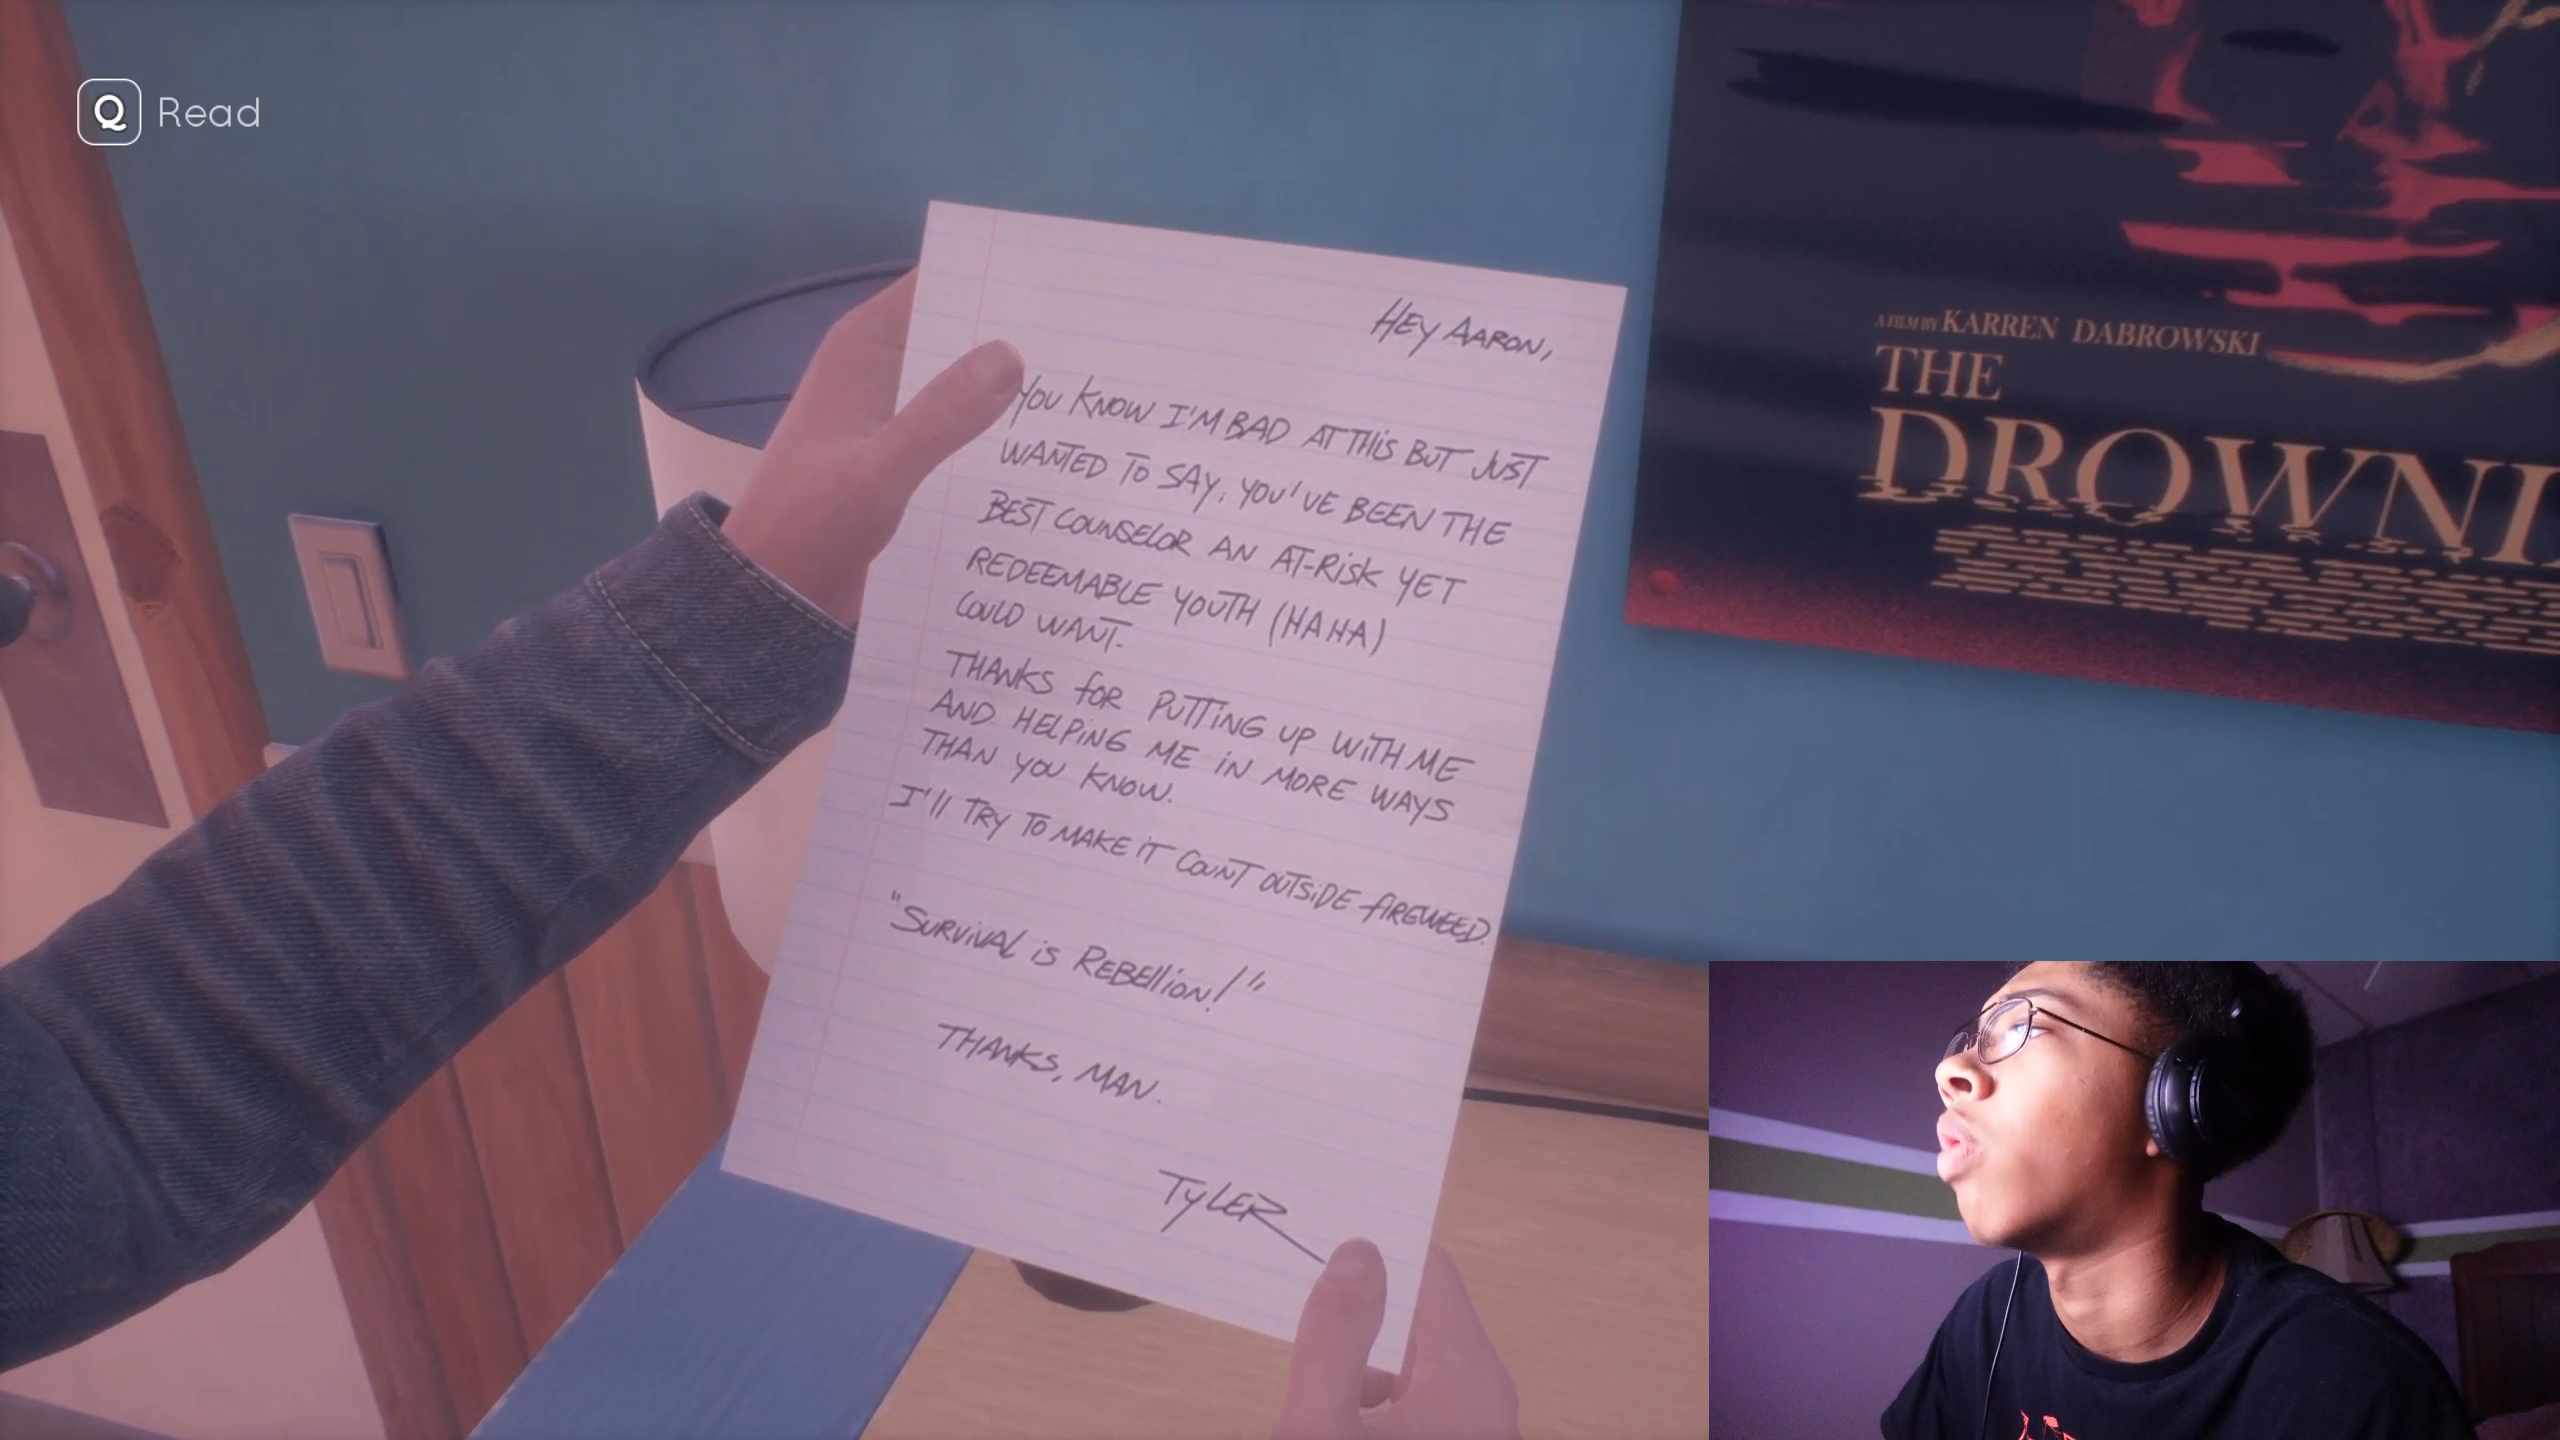 Q Read
HEY AARON,
YOU KNOW I'M BAD AT THIS BUT JUST
WANTED TO SAY, YOU'VE BEEN THE
BEST COUNSELOR AN AT-RISK YET
REDEEMABLE YOUTH (HAHA)
COULD WANT.
THANKS FOR PUTTING UP WITH ME
AND HELPING ME IN MORE WAYS
THAN YOU KNOW.
I'll TRY TO MAKE IT COUNT OUTSIDE FIREWEED.
"SURVIVAL IS REBELLION!"
THANKS, MAN.
TYLER
A FILM BY KARREN DABROWSKI
THE
DROWNI